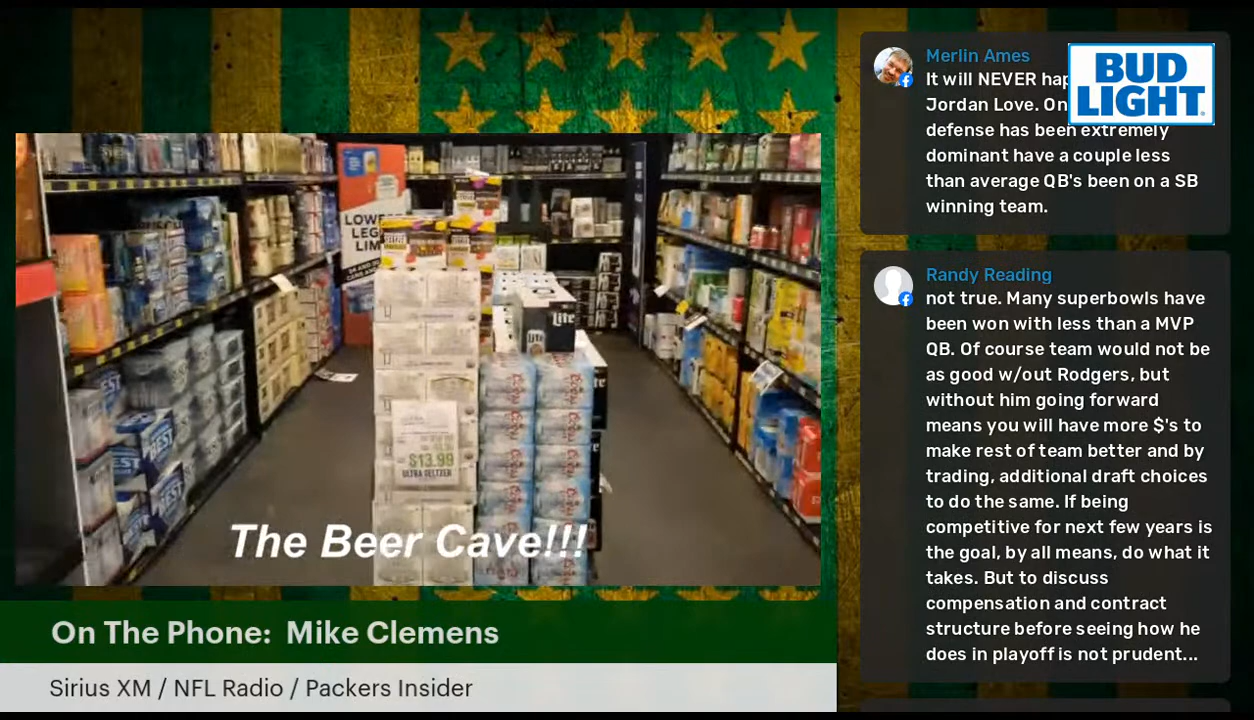 LEG
LIM
Lite
$13.99
ULTRA SELTZER
The Beer Cave!!!
On The Phone: Mike Clemens
Sirius XM / NFL Radio / Packers Insider
Merlin Ames
It will NEVER
Jordan Love.
defense has been extremely
dominant have a couple less
than average QB's been on a SB
winning team.
BUD
LIGHT
Randy Reading
not true. Many superbowls have
been won with less than a MVP
QB. Of course team would not be
as good w/out Rodgers, but
without him going forward
means you will have more $'s to
make rest of team better and by
trading, additional draft choices
to do the same. If being
competitive for next few years is
the goal, by all means, do what it
takes. But to discuss
compensation and contract
structure before seeing how he
does in playoff is not prudent...